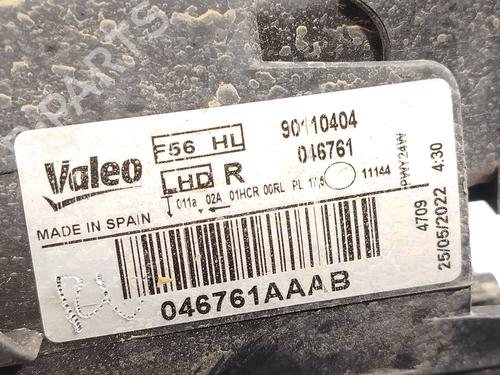 Valeo
F56 HL
90110404
046761
LHD R
011a 02A 01HCR 00RL PL
11144
PWY24W
MADE IN SPAIN
4709
25/05/2022 4:30
046761AAAB
PARTS